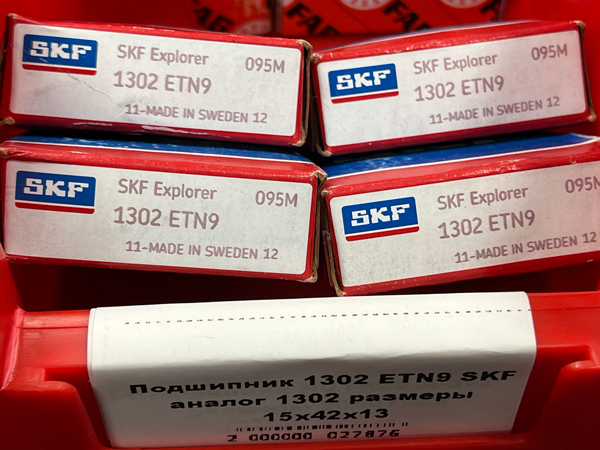 FAG
SKF
SKF Explorer
095M
1302 ETN9
11-MADE IN SWEDEN 12
SKF
SKF Explorer
095M
1302 ETN9
11-MADE IN SWEDEN 12
SKF
SKF Explorer
095M
1302 ETN9
11-MADE IN SWEDEN 12
SKF
SKF Explorer
1302 ETN9
11-MADE IN SWEDEN 12
Подшипник 1302 ETN9 SKF
аналог 1302 размеры
15х42х13
2 000000 027876